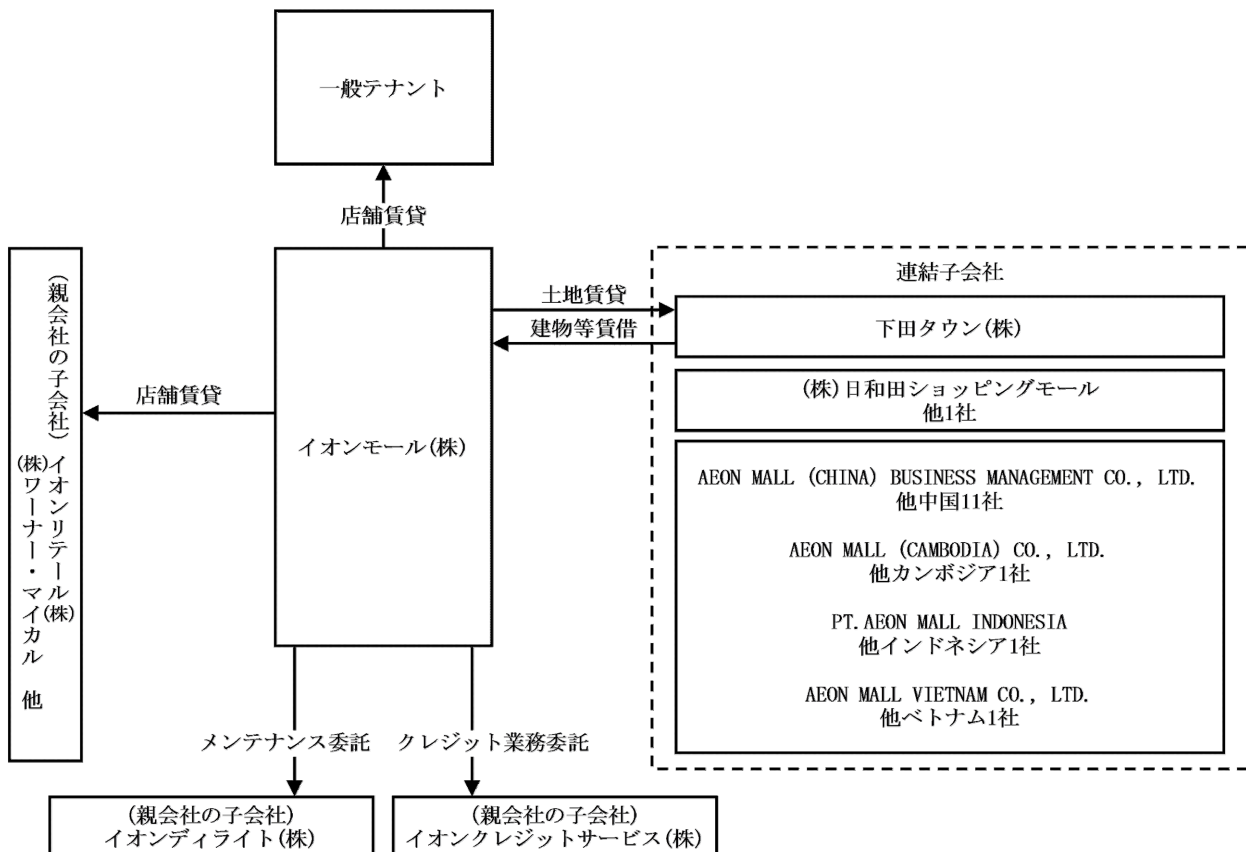 一般テナント
店舗賃貸
連結子会社
土地賃貸
建物等賃借
下田タウン(株)
(株)日和田ショッピングモール
他1社
(親会社の子会社)イオンリテール(株)
(株)ワーナー・マイカル 他
店舗賃貸
イオンモール(株)
AEON MALL (CHINA) BUSINESS MANAGEMENT CO., LTD.
他中国11社
AEON MALL (CAMBODIA) CO., LTD.
他カンボジア1社
PT.AEON MALL INDONESIA
他インドネシア1社
AEON MALL VIETNAM CO., LTD.
他ベトナム1社
メンテナンス委託
クレジット業務委託
(親会社の子会社)
イオンディライト(株)
(親会社の子会社)
イオンクレジットサービス(株)